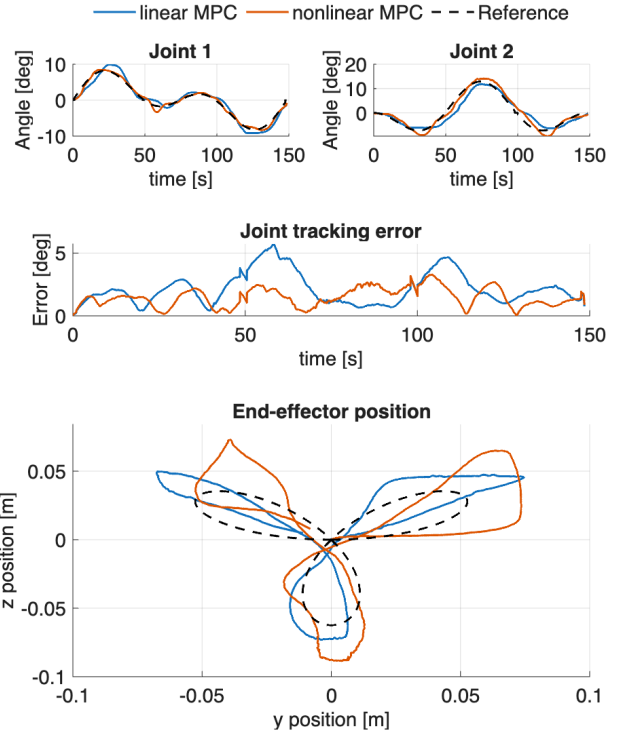 linear MPC nonlinear MPC Reference
Joint 1 Joint 2
Angle [deg] Angle [deg]
10 20
0 10
-10 0
0 50 100 150 0 50 100 150
time [s] time [s]
Joint tracking error
Error [deg]
5
0
0 50 100 150
time [s]
End-effector position
z position [m]
0.05
0
-0.05
-0.1
-0.1 -0.05 0 0.05 0.1
y position [m]